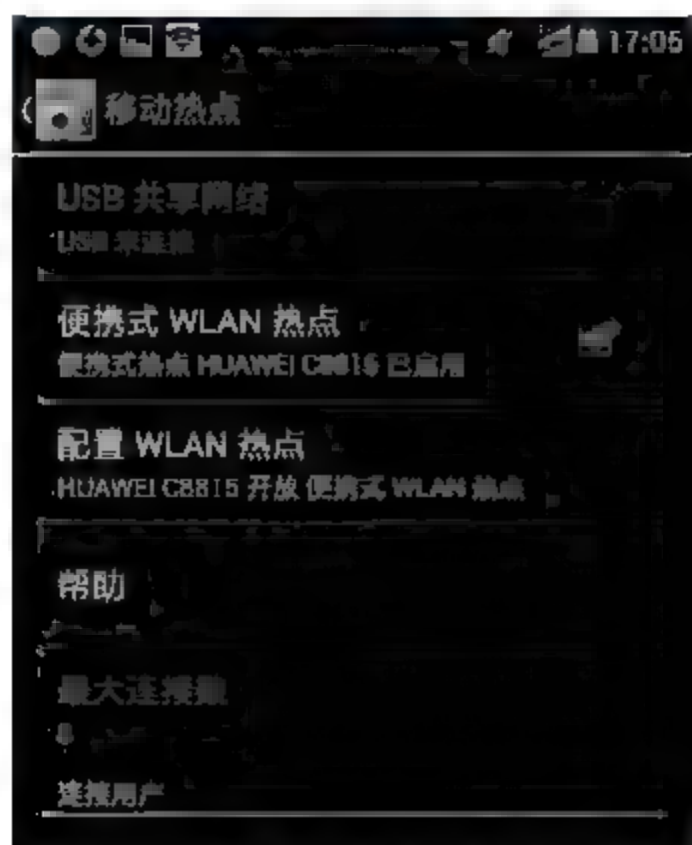 17:05
移动热点
USB 共享网络
USB 未连接
便携式 WLAN 热点
便携式热点 HUAWEI C8815 已启用
配置 WLAN 热点
HUAWEI C8815 开放 便携式 WLAN 热点
帮助
最大连接数
8
连接用户